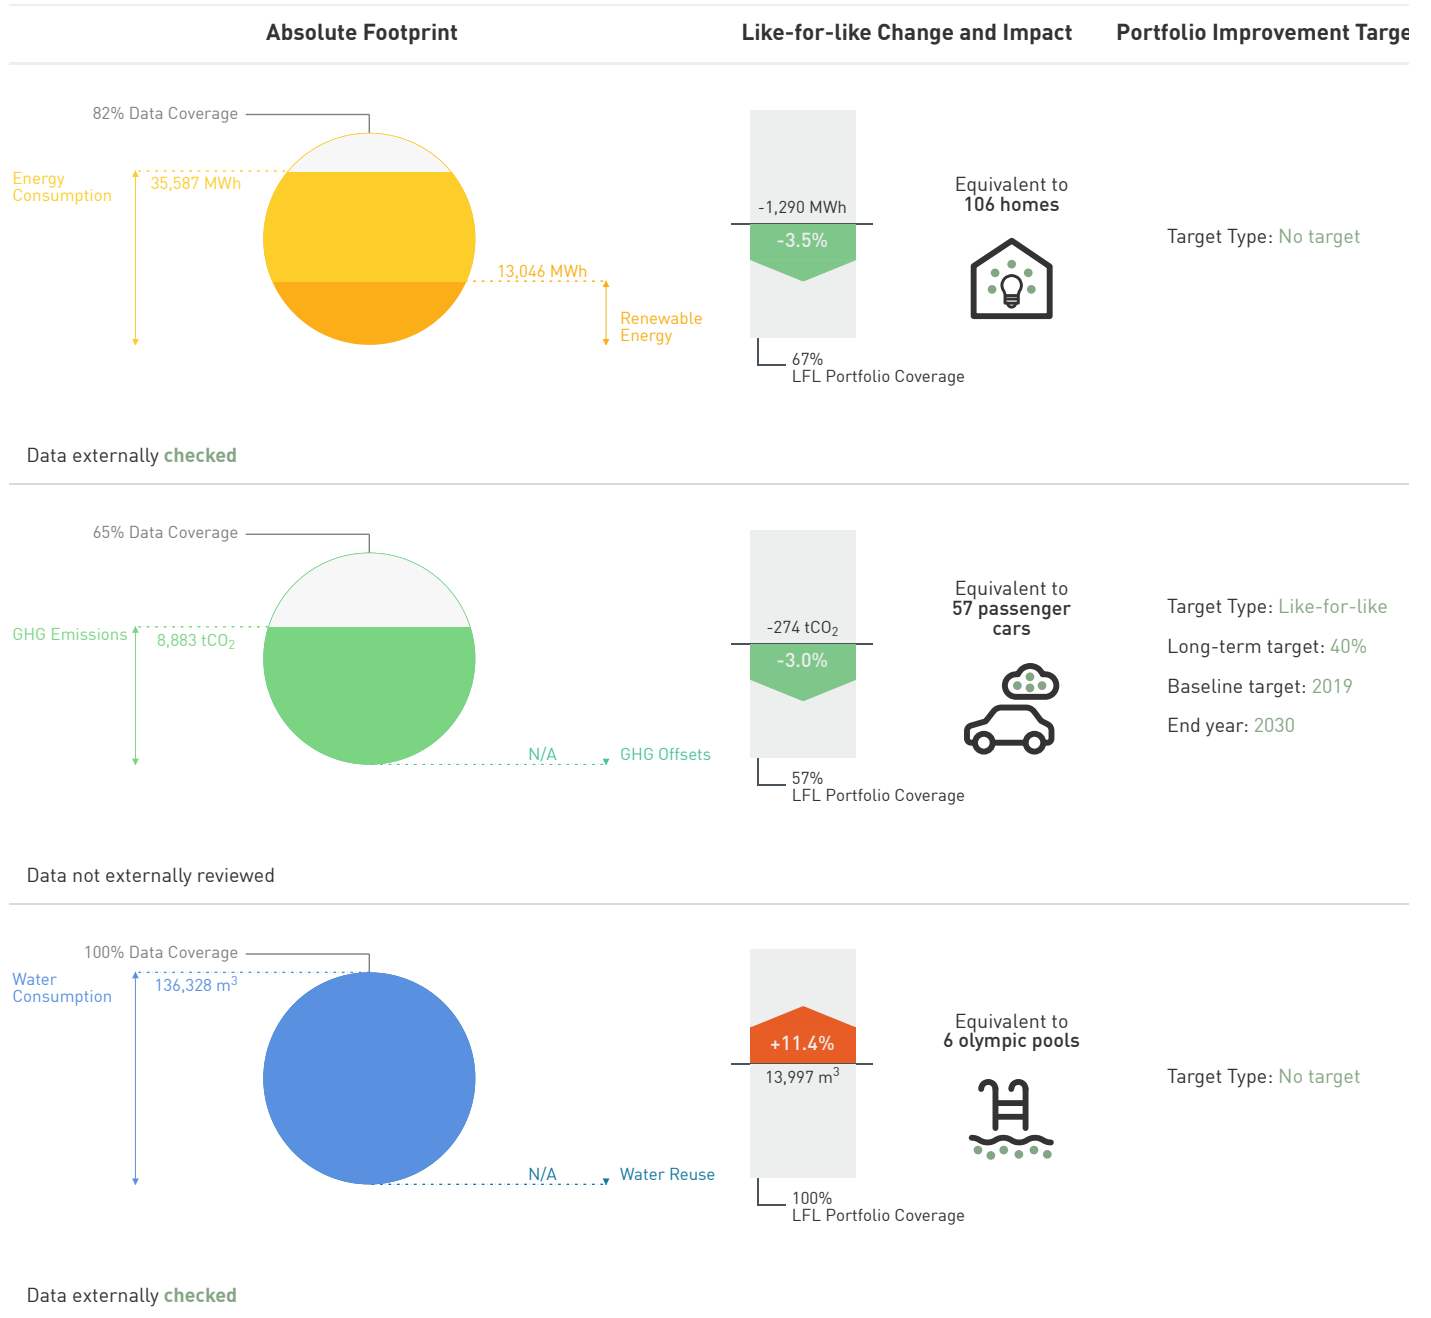 Absolute Footprint
Like-for-like Change and Impact
Portfolio Improvement Targe
82% Data Coverage
Energy
Consumption
35,587 MWh
13,046 MWh
Renewable
Energy
-1,290 MWh
-3.5%
67%
LFL Portfolio Coverage
Equivalent to
106 homes
Target Type: No target
Data externally checked
65% Data Coverage
GHG Emissions
8,883 tCO₂
N/A
GHG Offsets
-274 tCO₂
-3.0%
57%
LFL Portfolio Coverage
Equivalent to
57 passenger
cars
Target Type: Like-for-like
Long-term target: 40%
Baseline target: 2019
End year: 2030
Data not externally reviewed
100% Data Coverage
Water
Consumption
136,328 m³
N/A
Water Reuse
+11.4%
13,997 m³
100%
LFL Portfolio Coverage
Equivalent to
6 olympic pools
Target Type: No target
Data externally checked